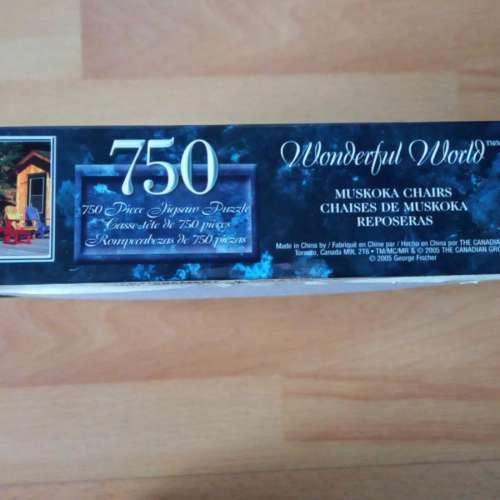 750
750 Piece Jigsaw Puzzle
Casse-tête de 750 pièces
Rompecabezas de 750 piezas
Wonderful World
MUSKOKA CHAIRS
CHAISES DE MUSKOKA
REPOSERAS
Made in China by / Fabriqué en Chine par / Hecho en China por THE CANADIAN
Toronto, Canada M1L 2T6 • TM/MC/MR & © 2005 THE CANADIAN GRO
© 2005 George Fischer